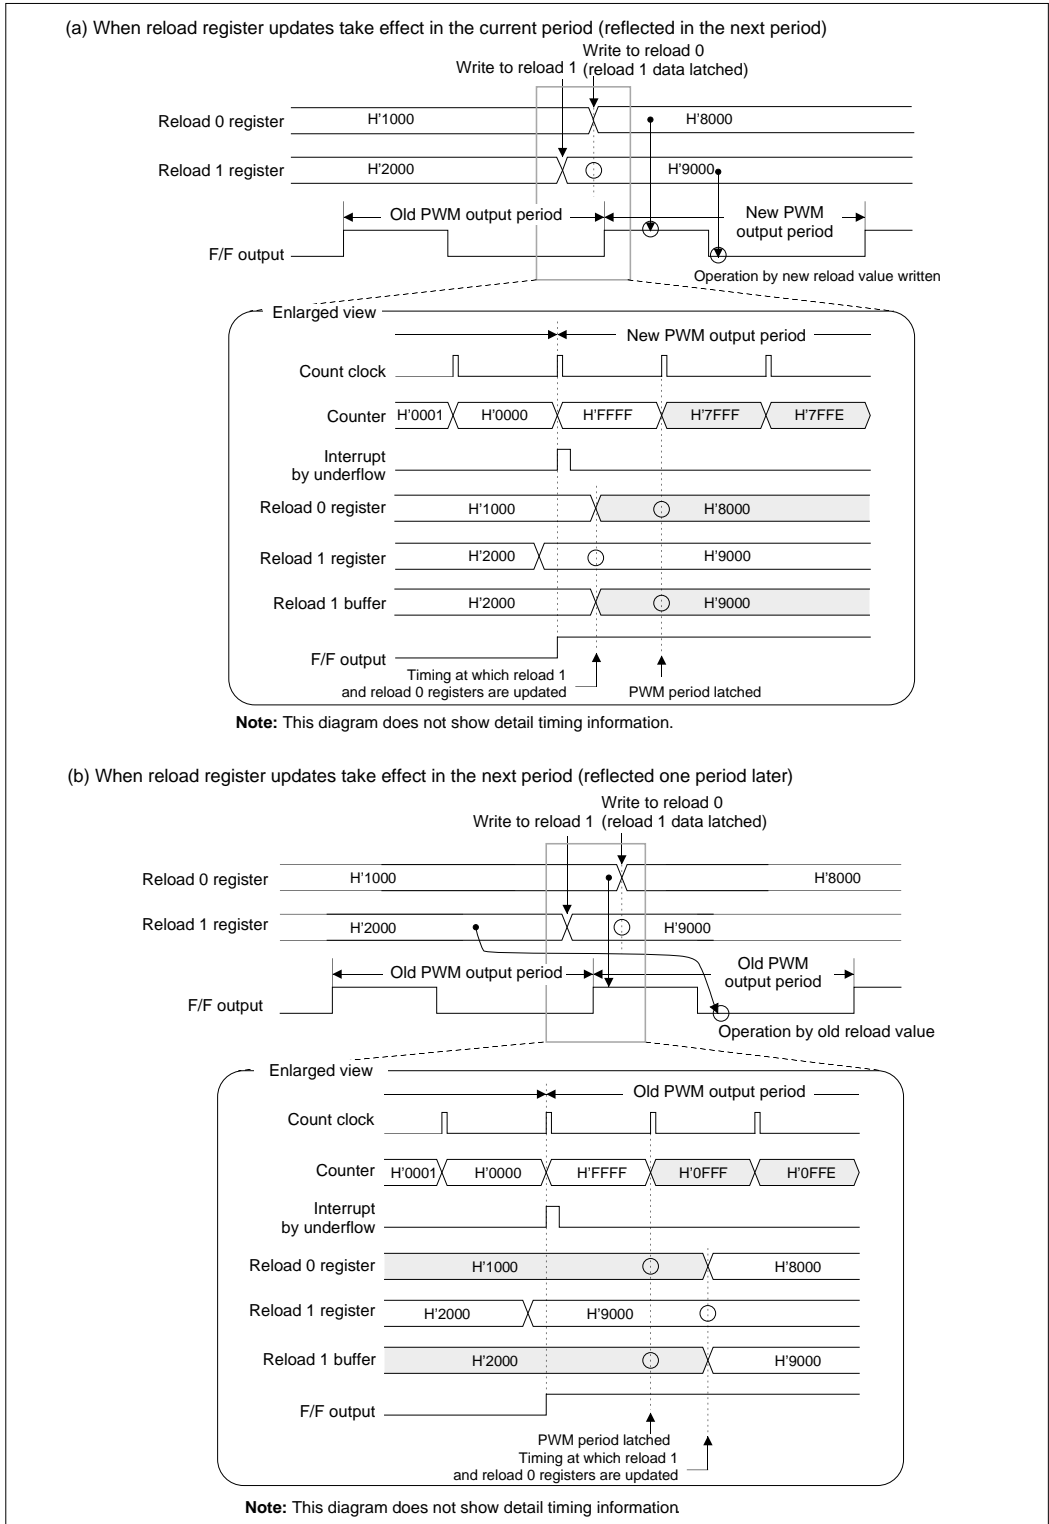 (a) When reload register updates take effect in the current period (reflected in the next period)
Write to reload 0
Write to reload 1 (reload 1 data latched)
Reload 0 register H'1000 H'8000
Reload 1 register H'2000 H'9000
Old PWM output period New PWM
output period
F/F output
Operation by new reload value written
Enlarged view
New PWM output period
Count clock
Counter H'0001 H'0000 H'FFFF H'7FFF H'7FFE
Interrupt
by underflow
Reload 0 register H'1000 H'8000
Reload 1 register H'2000 H'9000
Reload 1 buffer H'2000 H'9000
F/F output
Timing at which reload 1
and reload 0 registers are updated PWM period latched
Note: This diagram does not show detail timing information.
(b) When reload register updates take effect in the next period (reflected one period later)
Write to reload 0
Write to reload 1 (reload 1 data latched)
Reload 0 register H'1000 H'8000
Reload 1 register H'2000 H'9000
Old PWM output period Old PWM
output period
F/F output
Operation by old reload value
Enlarged view
Old PWM output period
Count clock
Counter H'0001 H'0000 H'FFFF H'0FFF H'0FFE
Interrupt
by underflow
Reload 0 register H'1000 H'8000
Reload 1 register H'2000 H'9000
Reload 1 buffer H'2000 H'9000
F/F output
PWM period latched
Timing at which reload 1
and reload 0 registers are updated
Note: This diagram does not show detail timing information.